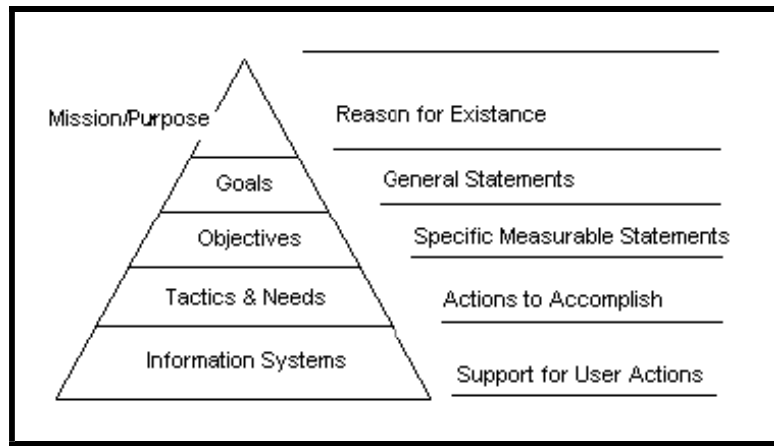 Mission/Purpose
Reason for Existance
Goals
General Statements
Objectives
Specific Measurable Statements
Tactics & Needs
Actions to Accomplish
Information Systems
Support for User Actions